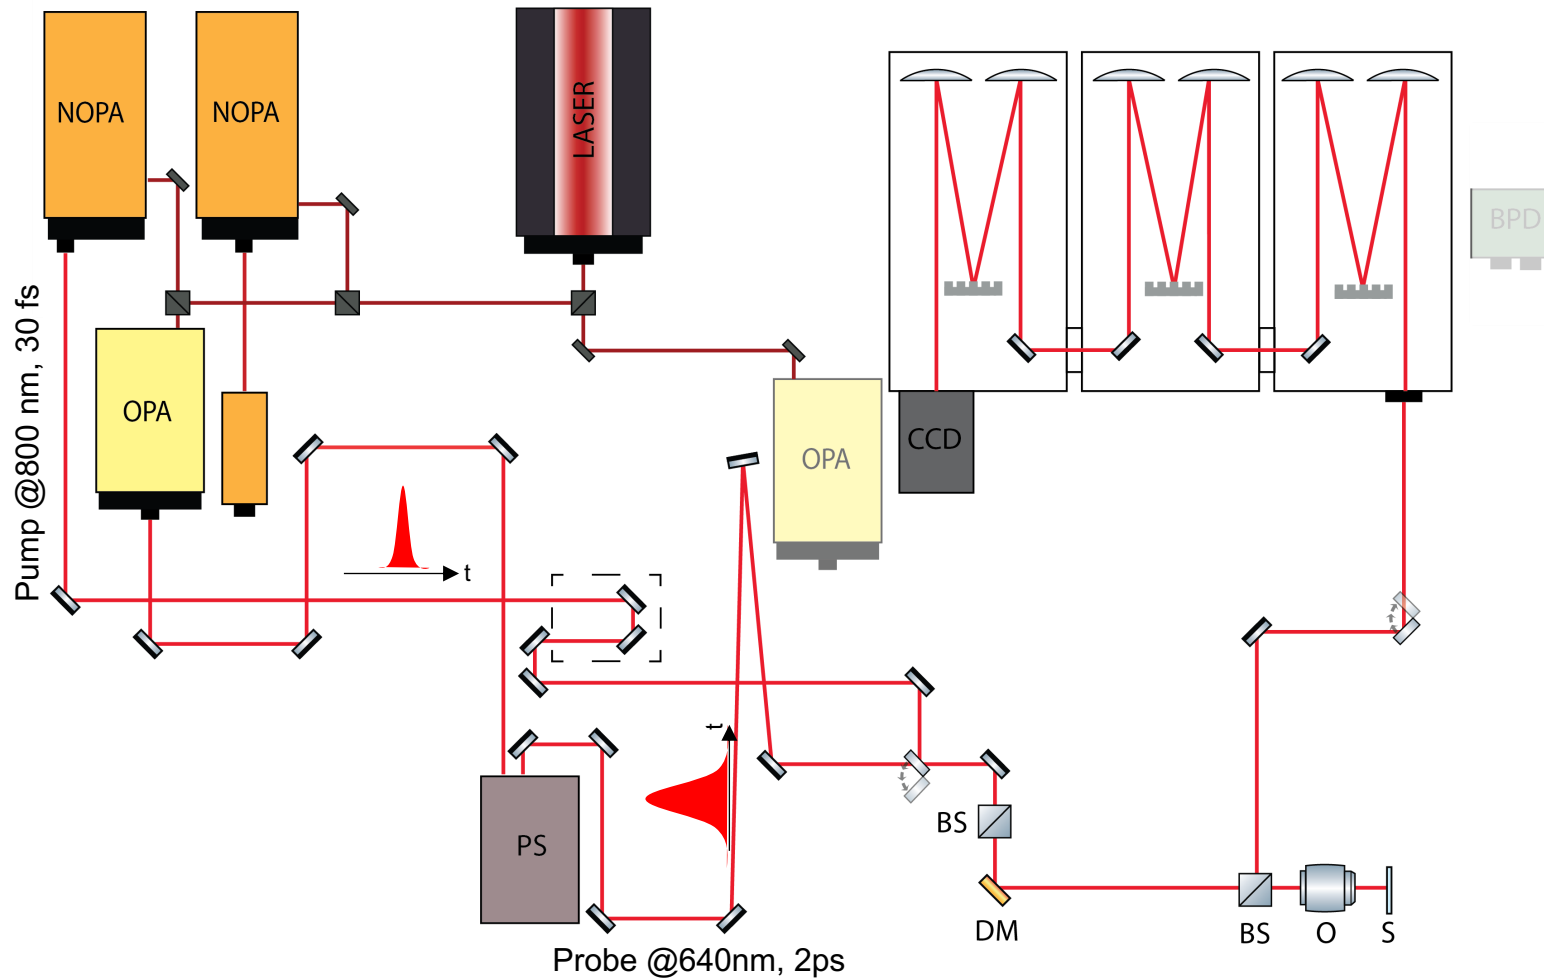 NOPA
NOPA
LASER
BPD
Pump @800 nm, 30 fs
OPA
OPA
CCD
t
t
PS
BS
DM
BS
O
S
Probe @640nm, 2ps